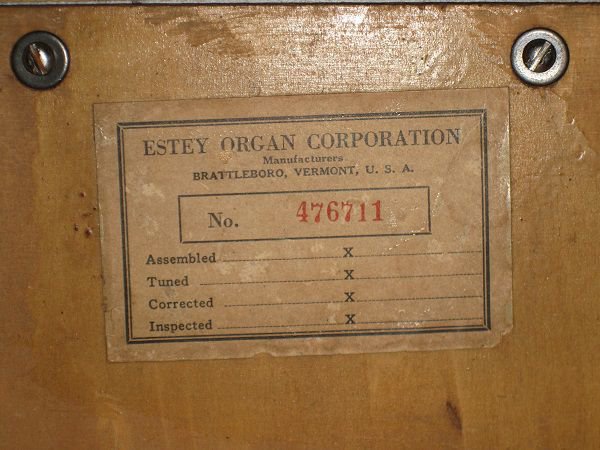 ESTEY ORGAN CORPORATION
Manufacturers
BRATTLEBORO, VERMONT, U. S. A.
No. 476711
Assembled X
Tuned X
Corrected X
Inspected X